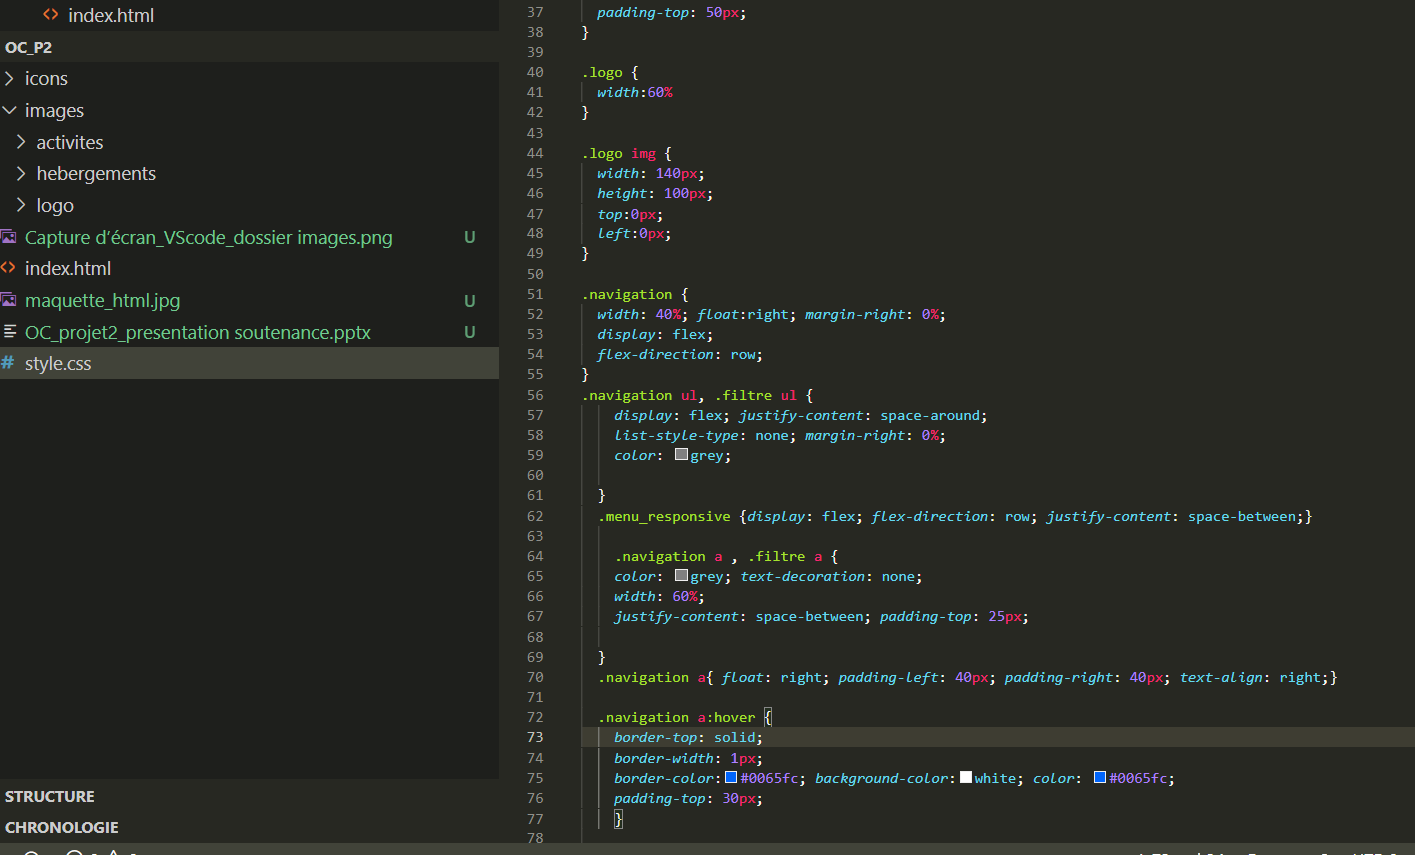 index.html
OC_P2
icons
images
activites
hebergements
logo
Capture d'écran_VScode_dossier images.png U
index.html
maquette_html.jpg U
OC_projet2_presentation soutenance.pptx U
# style.css
STRUCTURE
CHRONOLOGIE
37 padding-top: 50px;
38 }
39
40 .logo {
41 width:60%
42 }
43
44 .logo img {
45 width: 140px;
46 height: 100px;
47 top:0px;
48 left:0px;
49 }
50
51 .navigation {
52 width: 40%; float:right; margin-right: 0%;
53 display: flex;
54 flex-direction: row;
55 }
56 .navigation ul, .filtre ul {
57 display: flex; justify-content: space-around;
58 list-style-type: none; margin-right: 0%;
59 color: grey;
60
61 }
62 .menu_responsive {display: flex; flex-direction: row; justify-content: space-between;}
63
64 .navigation a , .filtre a {
65 color: grey; text-decoration: none;
66 width: 60%;
67 justify-content: space-between; padding-top: 25px;
68
69 }
70 .navigation a{ float: right; padding-left: 40px; padding-right: 40px; text-align: right;}
71
72 .navigation a:hover {
73 border-top: solid;
74 border-width: 1px;
75 border-color:#0065fc; background-color:white; color: #0065fc;
76 padding-top: 30px;
77 }
78